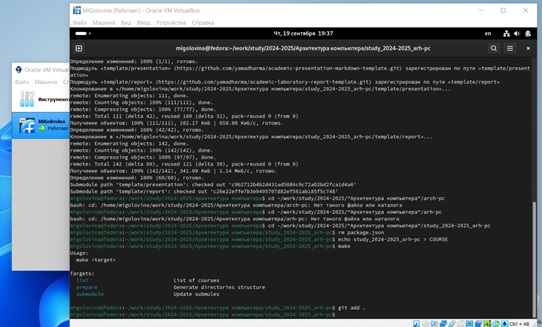 MIGolovina [Работает] - Oracle VM VirtualBox
Файл Машина Вид Ввод Устройства Справка
Чт, 19 сентября 19:37
en
migolovina@fedora:~/work/study/2024-2025/Архитектура компьютера/study_2024-2025_arh-pc
Определение изменений: 100% (1/1), готово.
Подмодуль «template/presentation» (https://github.com/yamadharma/academic-presentation-markdown-template.git) зарегистрирован по пути «template/present
ation»
Подмодуль «template/report» (https://github.com/yamadharma/academic-laboratory-report-template.git) зарегистрирован по пути «template/report»
Клонирование в «/home/migolovina/work/study/2024-2025/Архитектура компьютера/study_2024-2025_arh-pc/template/presentation»...
remote: Enumerating objects: 111, done.
remote: Counting objects: 100% (111/111), done.
remote: Compressing objects: 100% (77/77), done.
remote: Total 111 (delta 42), reused 100 (delta 31), pack-reused 0 (from 0)
Получение объектов: 100% (111/111), 102.17 КиБ | 650.00 КиБ/с, готово.
Определение изменений: 100% (42/42), готово.
Клонирование в «/home/migolovina/work/study/2024-2025/Архитектура компьютера/study_2024-2025_arh-pc/template/report»...
remote: Enumerating objects: 142, done.
remote: Counting objects: 100% (142/142), done.
remote: Compressing objects: 100% (97/97), done.
remote: Total 142 (delta 60), reused 121 (delta 39), pack-reused 0 (from 0)
Получение объектов: 100% (142/142), 341.09 КиБ | 1.14 МиБ/с, готово.
Определение изменений: 100% (60/60), готово.
Submodule path 'template/presentation': checked out
Submodule path 'template/report': checked out
migolovina@fedora:~/work/study/2024-2025/Архитектура компьютера$ cd ~/work/study/2024-2025/"Архитектура компьютера"/arch-pc
bash: cd: /home/migolovina/work/study/2024-2025/Архитектура компьютера/arch-pc: Нет такого файла или каталога
migolovina@fedora:~/work/study/2024-2025/Архитектура компьютера$ cd ~/work/study/2024-2025/"Архитектура компьютера"/arh-pc
bash: cd: /home/migolovina/work/study/2024-2025/Архитектура компьютера/arh-pc: Нет такого файла или каталога
migolovina@fedora:~/work/study/2024-2025/Архитектура компьютера$ cd ~/work/study/2024-2025/"Архитектура компьютера"/study_2024-2025_arh-pc
migolovina@fedora:~/work/study/2024-2025/Архитектура компьютера/study_2024-2025_arh-pc$ rm package.json
migolovina@fedora:~/work/study/2024-2025/Архитектура компьютера/study_2024-2025_arh-pc$ echo study_2024-2025_arh-pc > COURSE
migolovina@fedora:~/work/study/2024-2025/Архитектура компьютера/study_2024-2025_arh-pc$ make
Usage:
make <target>
Targets:
list List of courses
prepare Generate directories structure
submodule Update submules
migolovina@fedora:~/work/study/2024-2025/Архитектура компьютера/study_2024-2025_arh-pc$ git add .
migolovina@fedora:~/work/study/2024-2025/Архитектура компьютера/study_2024-2025_arh-pc$
Oracle VM VirtualBox
Файл Машина
Инструменты
MIGolovina
Работает
Ctrl + Alt